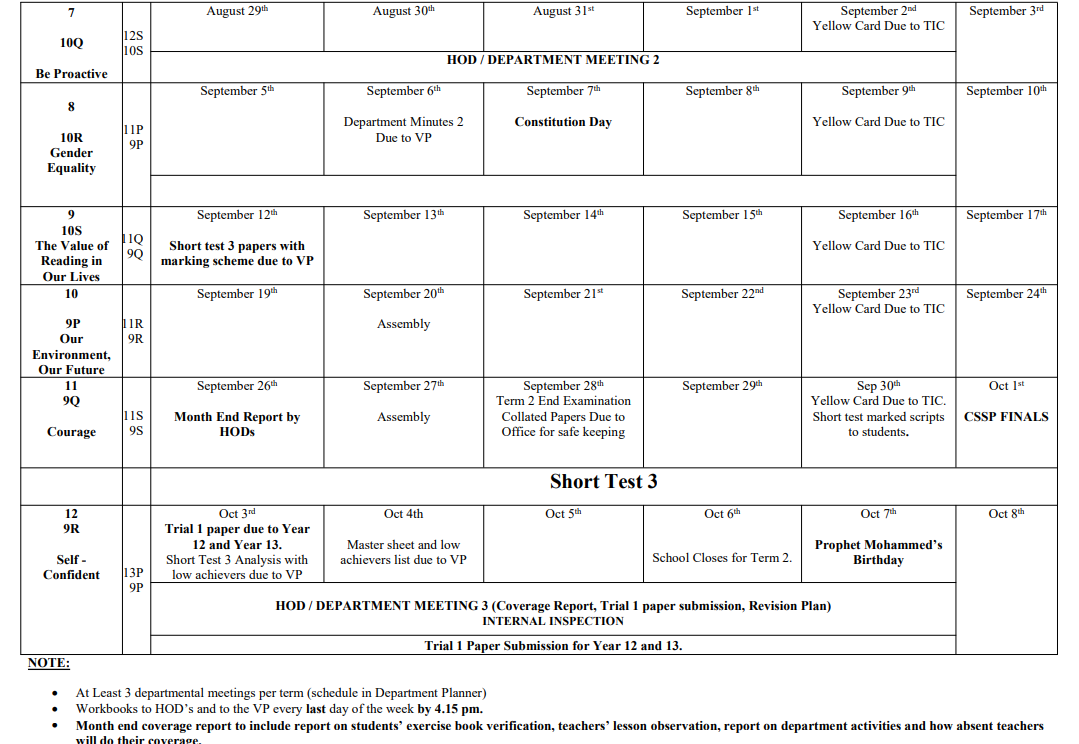 7
10Q
Be Proactive
12S
10S
August 29th
August 30th
August 31st
September 1st
September 2nd
Yellow Card Due to TIC
September 3rd
HOD / DEPARTMENT MEETING 2
8
10R
Gender
Equality
11P
9P
September 5th
September 6th
Department Minutes 2
Due to VP
September 7th
Constitution Day
September 8th
September 9th
Yellow Card Due to TIC
September 10th
9
10S
The Value of
Reading in
Our Lives
11Q
9Q
September 12th
Short test 3 papers with
marking scheme due to VP
September 13th
September 14th
September 15th
September 16th
Yellow Card Due to TIC
September 17th
10
9P
Our
Environment,
Our Future
11R
9R
September 19th
September 20th
Assembly
September 21st
September 22nd
September 23rd
Yellow Card Due to TIC
September 24th
11
9Q
Courage
11S
9S
September 26th
Month End Report by
HODs
September 27th
Assembly
September 28th
Term 2 End Examination
Collated Papers Due to
Office for safe keeping
September 29th
Sep 30th
Yellow Card Due to TIC.
Short test marked scripts
to students.
Oct 1st
CSSP FINALS
Short Test 3
12
9R
Self -
Confident
13P
9P
Oct 3rd
Trial 1 paper due to Year
12 and Year 13.
Short Test 3 Analysis with
low achievers due to VP
Oct 4th
Master sheet and low
achievers list due to VP
Oct 5th
Oct 6th
School Closes for Term 2.
Oct 7th
Prophet Mohammed's
Birthday
Oct 8th
HOD / DEPARTMENT MEETING 3 (Coverage Report, Trial 1 paper submission, Revision Plan)
INTERNAL INSPECTION
Trial 1 Paper Submission for Year 12 and 13.
NOTE:
• At Least 3 departmental meetings per term (schedule in Department Planner)
• Workbooks to HOD's and to the VP every last day of the week by 4.15 pm.
• Month end coverage report to include report on students' exercise book verification, teachers' lesson observation, report on department activities and how absent teachers
will do their coverage.